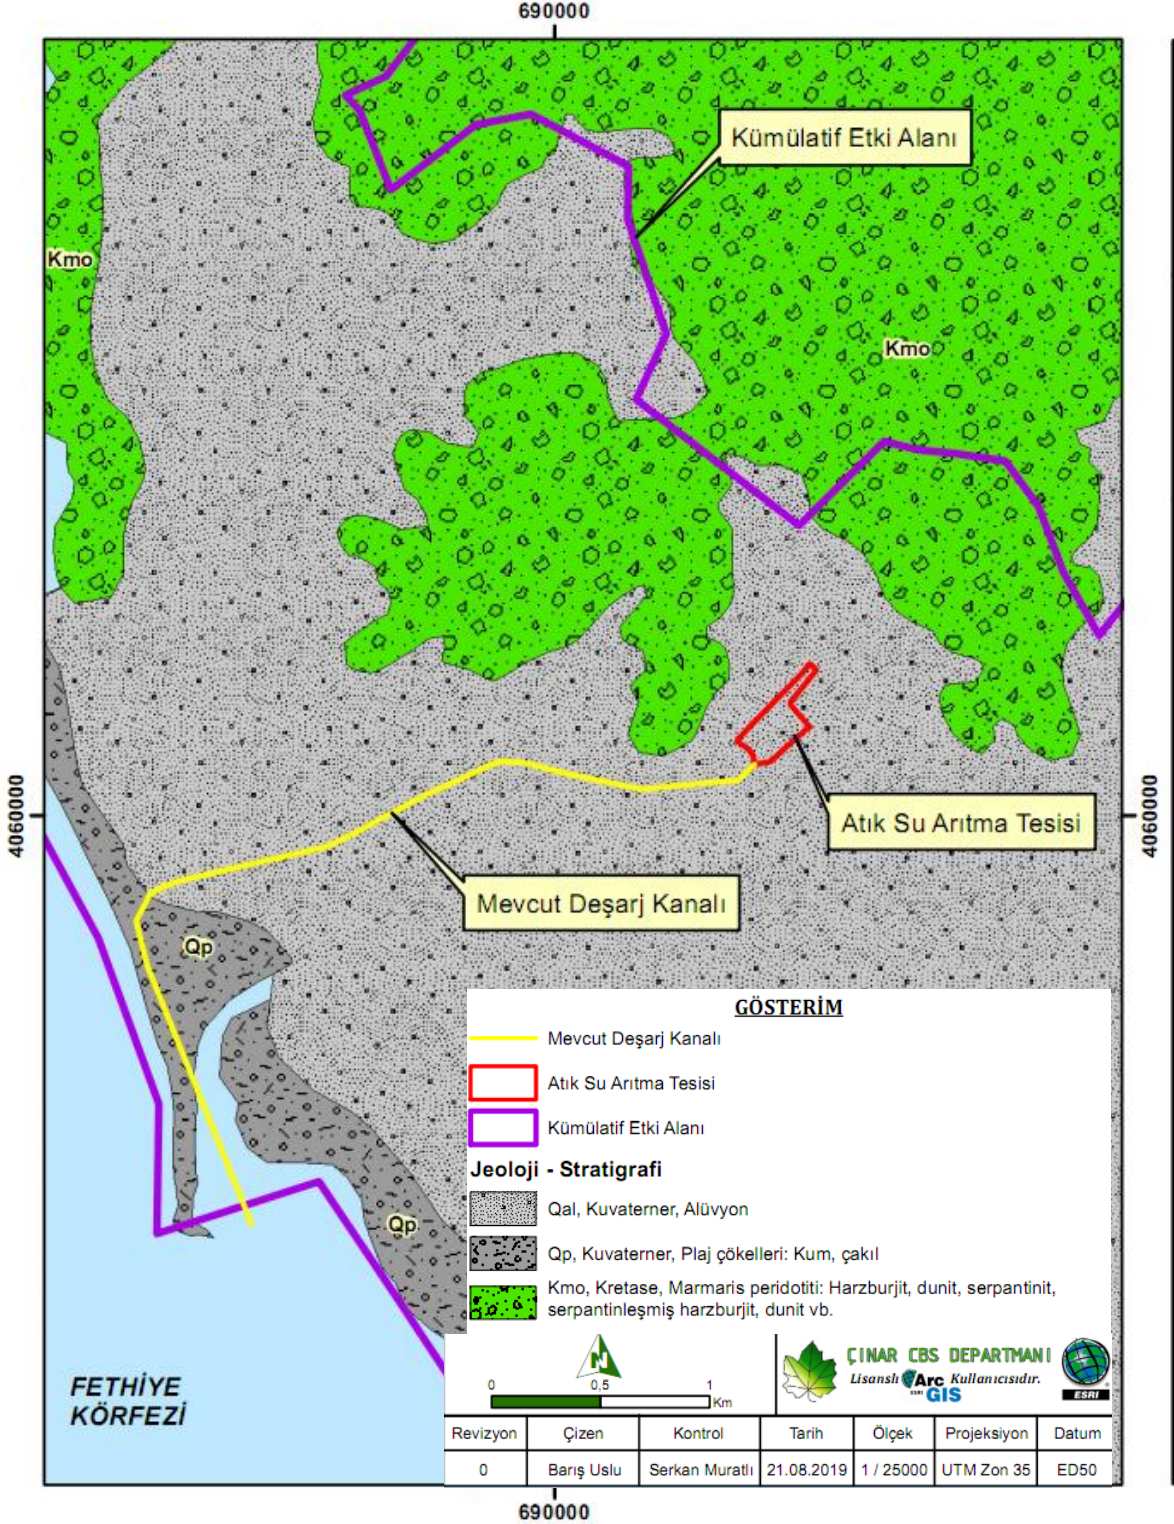 690000
Kümülatif Etki Alanı
Kmo
Kmo
4060000
4060000
Atık Su Arıtma Tesisi
Mevcut Deşarj Kanalı
Qp
Qp
FETHİYE
KÖRFEZİ
GÖSTERİM
Mevcut Deşarj Kanalı
Atık Su Arıtma Tesisi
Kümülatif Etki Alanı
Jeoloji - Stratigrafi
Qal, Kuvaterner, Alüvyon
Qp, Kuvaterner, Plaj çökelleri: Kum, çakıl
Kmo, Kretase, Marmaris peridotiti: Harzburjit, dunit, serpantinit,
serpantinleşmiş harzburjit, dunit vb.
N
0 0,5 1
Km
ÇINAR CBS DEPARTMANI
Lisanslı ESRI ArcGIS Kullanıcısıdır.
ESRI
Revizyon Çizen Kontrol Tarih Ölçek Projeksiyon Datum
0 Barış Uslu Serkan Muratlı 21.08.2019 1 / 25000 UTM Zon 35 ED50
690000